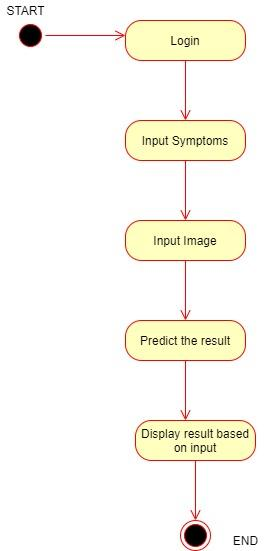 START
Login
Input Symptoms
Input Image
Predict the result
Display result based
on input
END